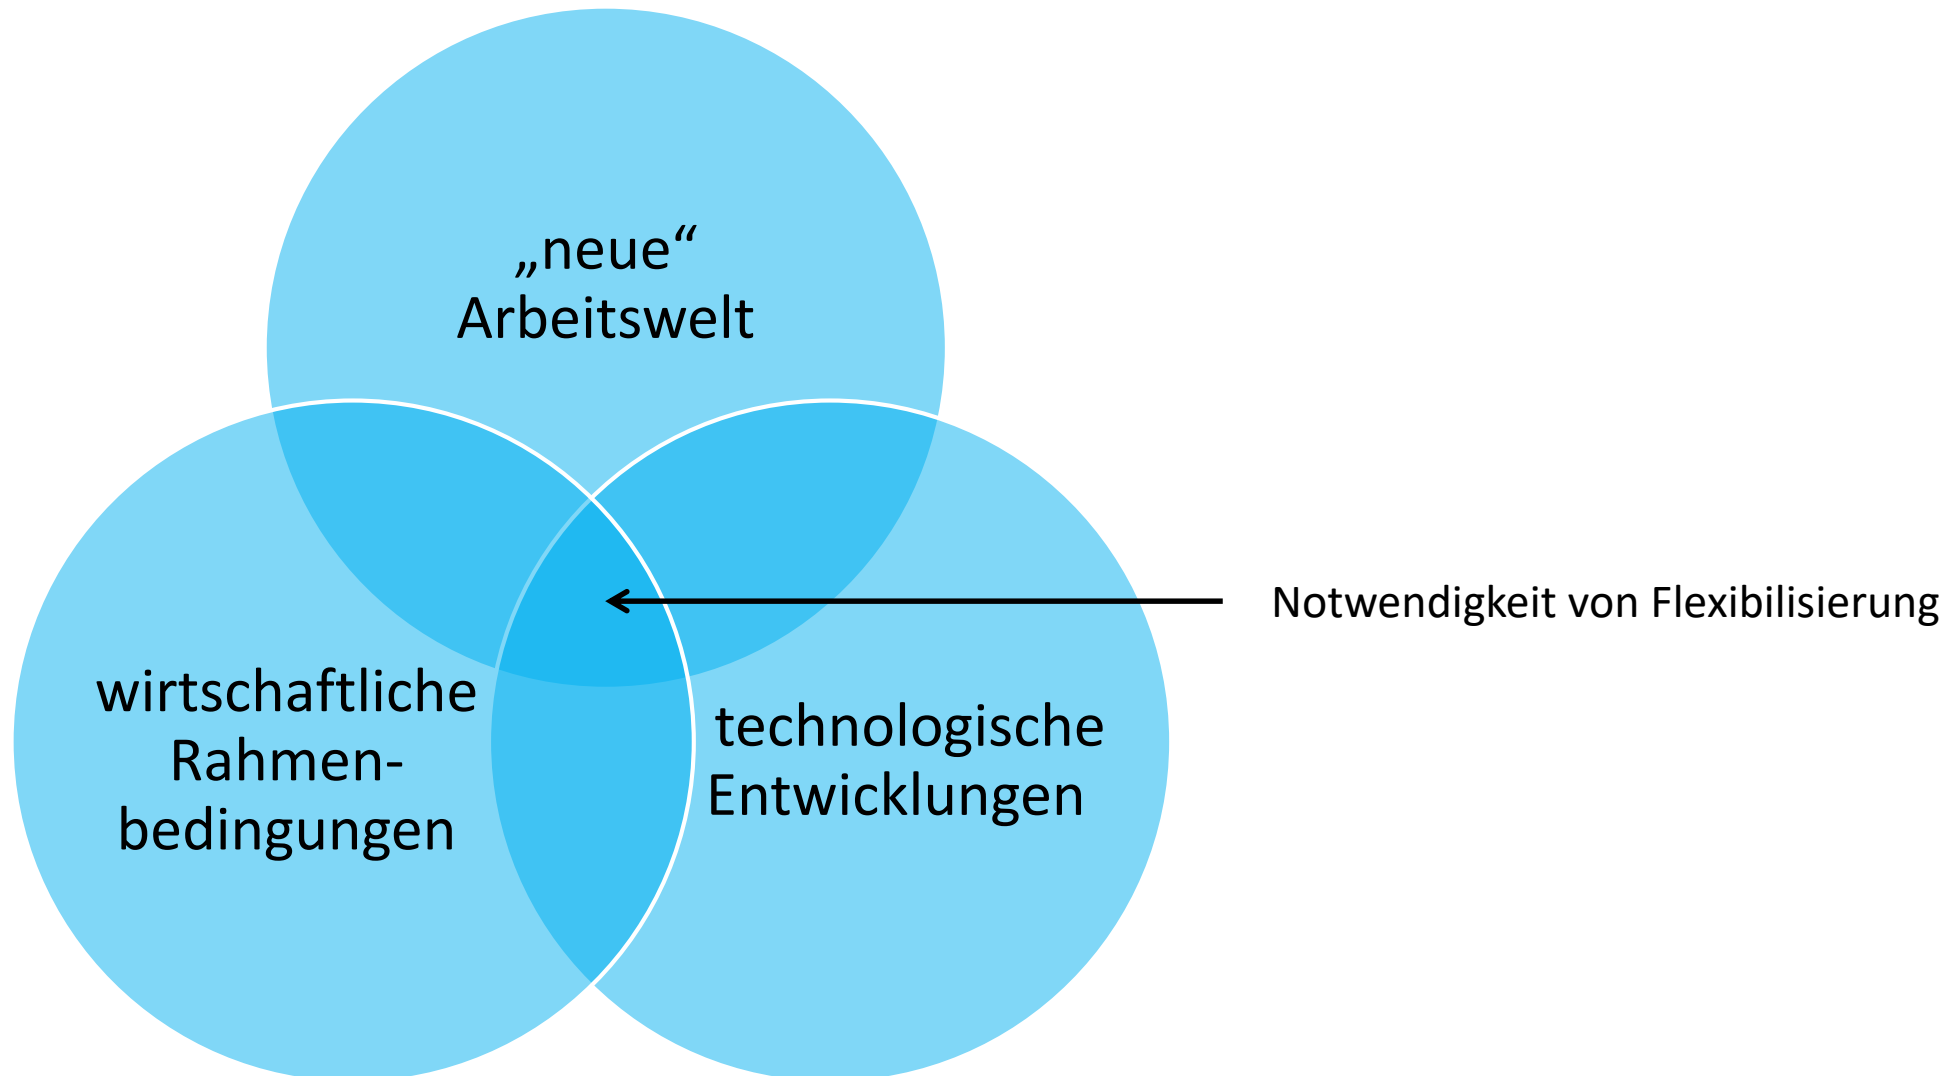 „neue“
Arbeitswelt
Notwendigkeit von Flexibilisierung
wirtschaftliche
Rahmen-
bedingungen
technologische
Entwicklungen